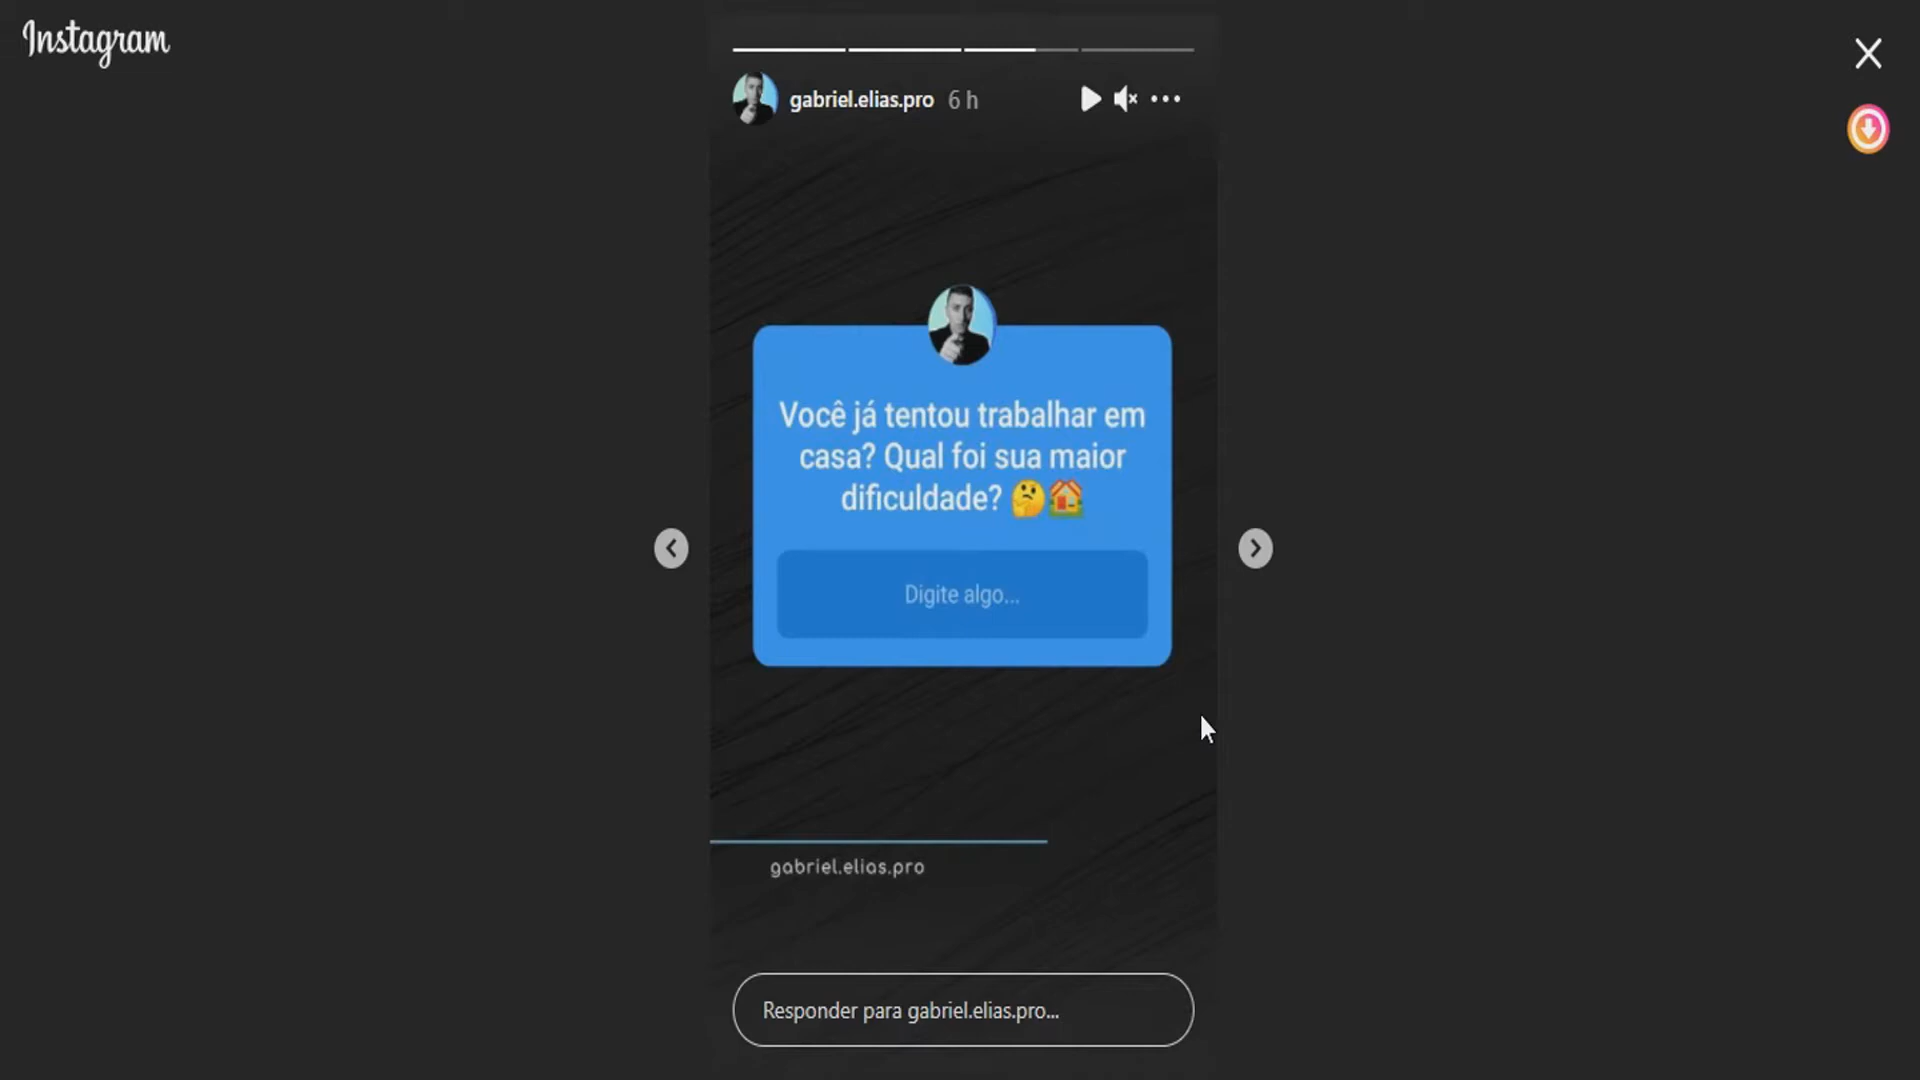 Instagram
gabriel.elias.pro 6 h
Você já tentou trabalhar em
casa? Qual foi sua maior
dificuldade? 🤔🏠
Digite algo...
gabriel.elias.pro
Responder para gabriel.elias.pro...